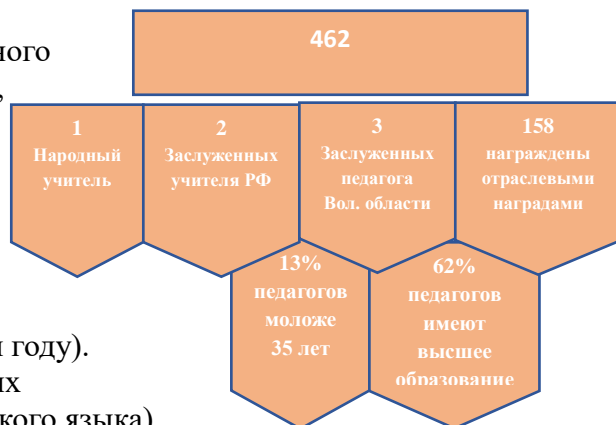 462
ного
,
1
Народный
учитель
2
Заслуженных
учителя РФ
3
Заслуженных
педагога
Вол. области
158
награждены
отраслевыми
наградами
13%
педагогов
моложе
35 лет
62%
педагогов
имеют
высшее
образование
году).
их
кого языка)